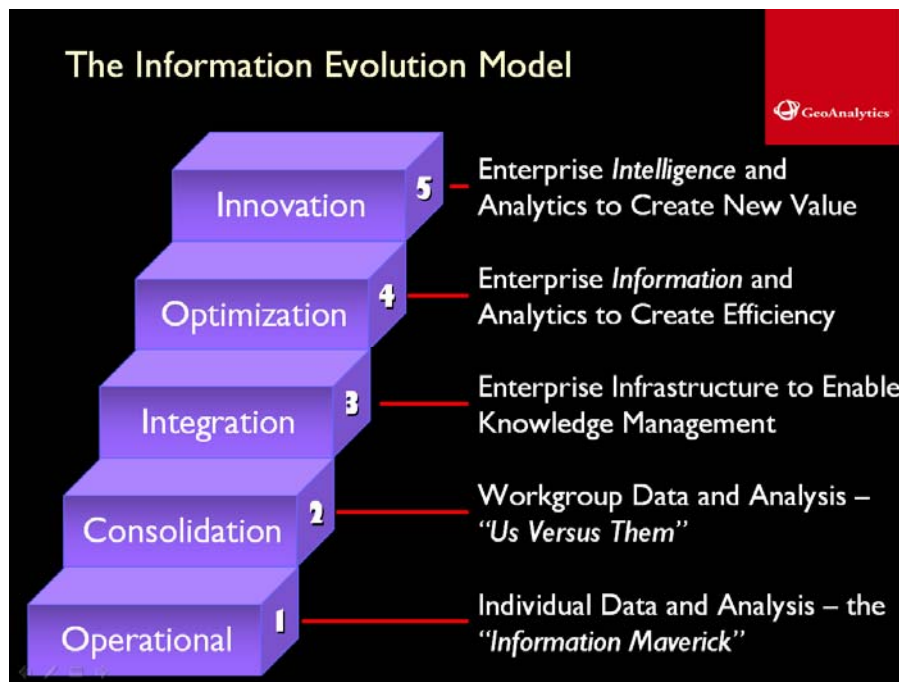 The Information Evolution Model
GeoAnalytics
Innovation
5
Enterprise Intelligence and
Analytics to Create New Value
Optimization
4
Enterprise Information and
Analytics to Create Efficiency
Integration
3
Enterprise Infrastructure to Enable
Knowledge Management
Consolidation
2
Workgroup Data and Analysis –
“Us Versus Them”
Operational
1
Individual Data and Analysis – the
“Information Maverick”